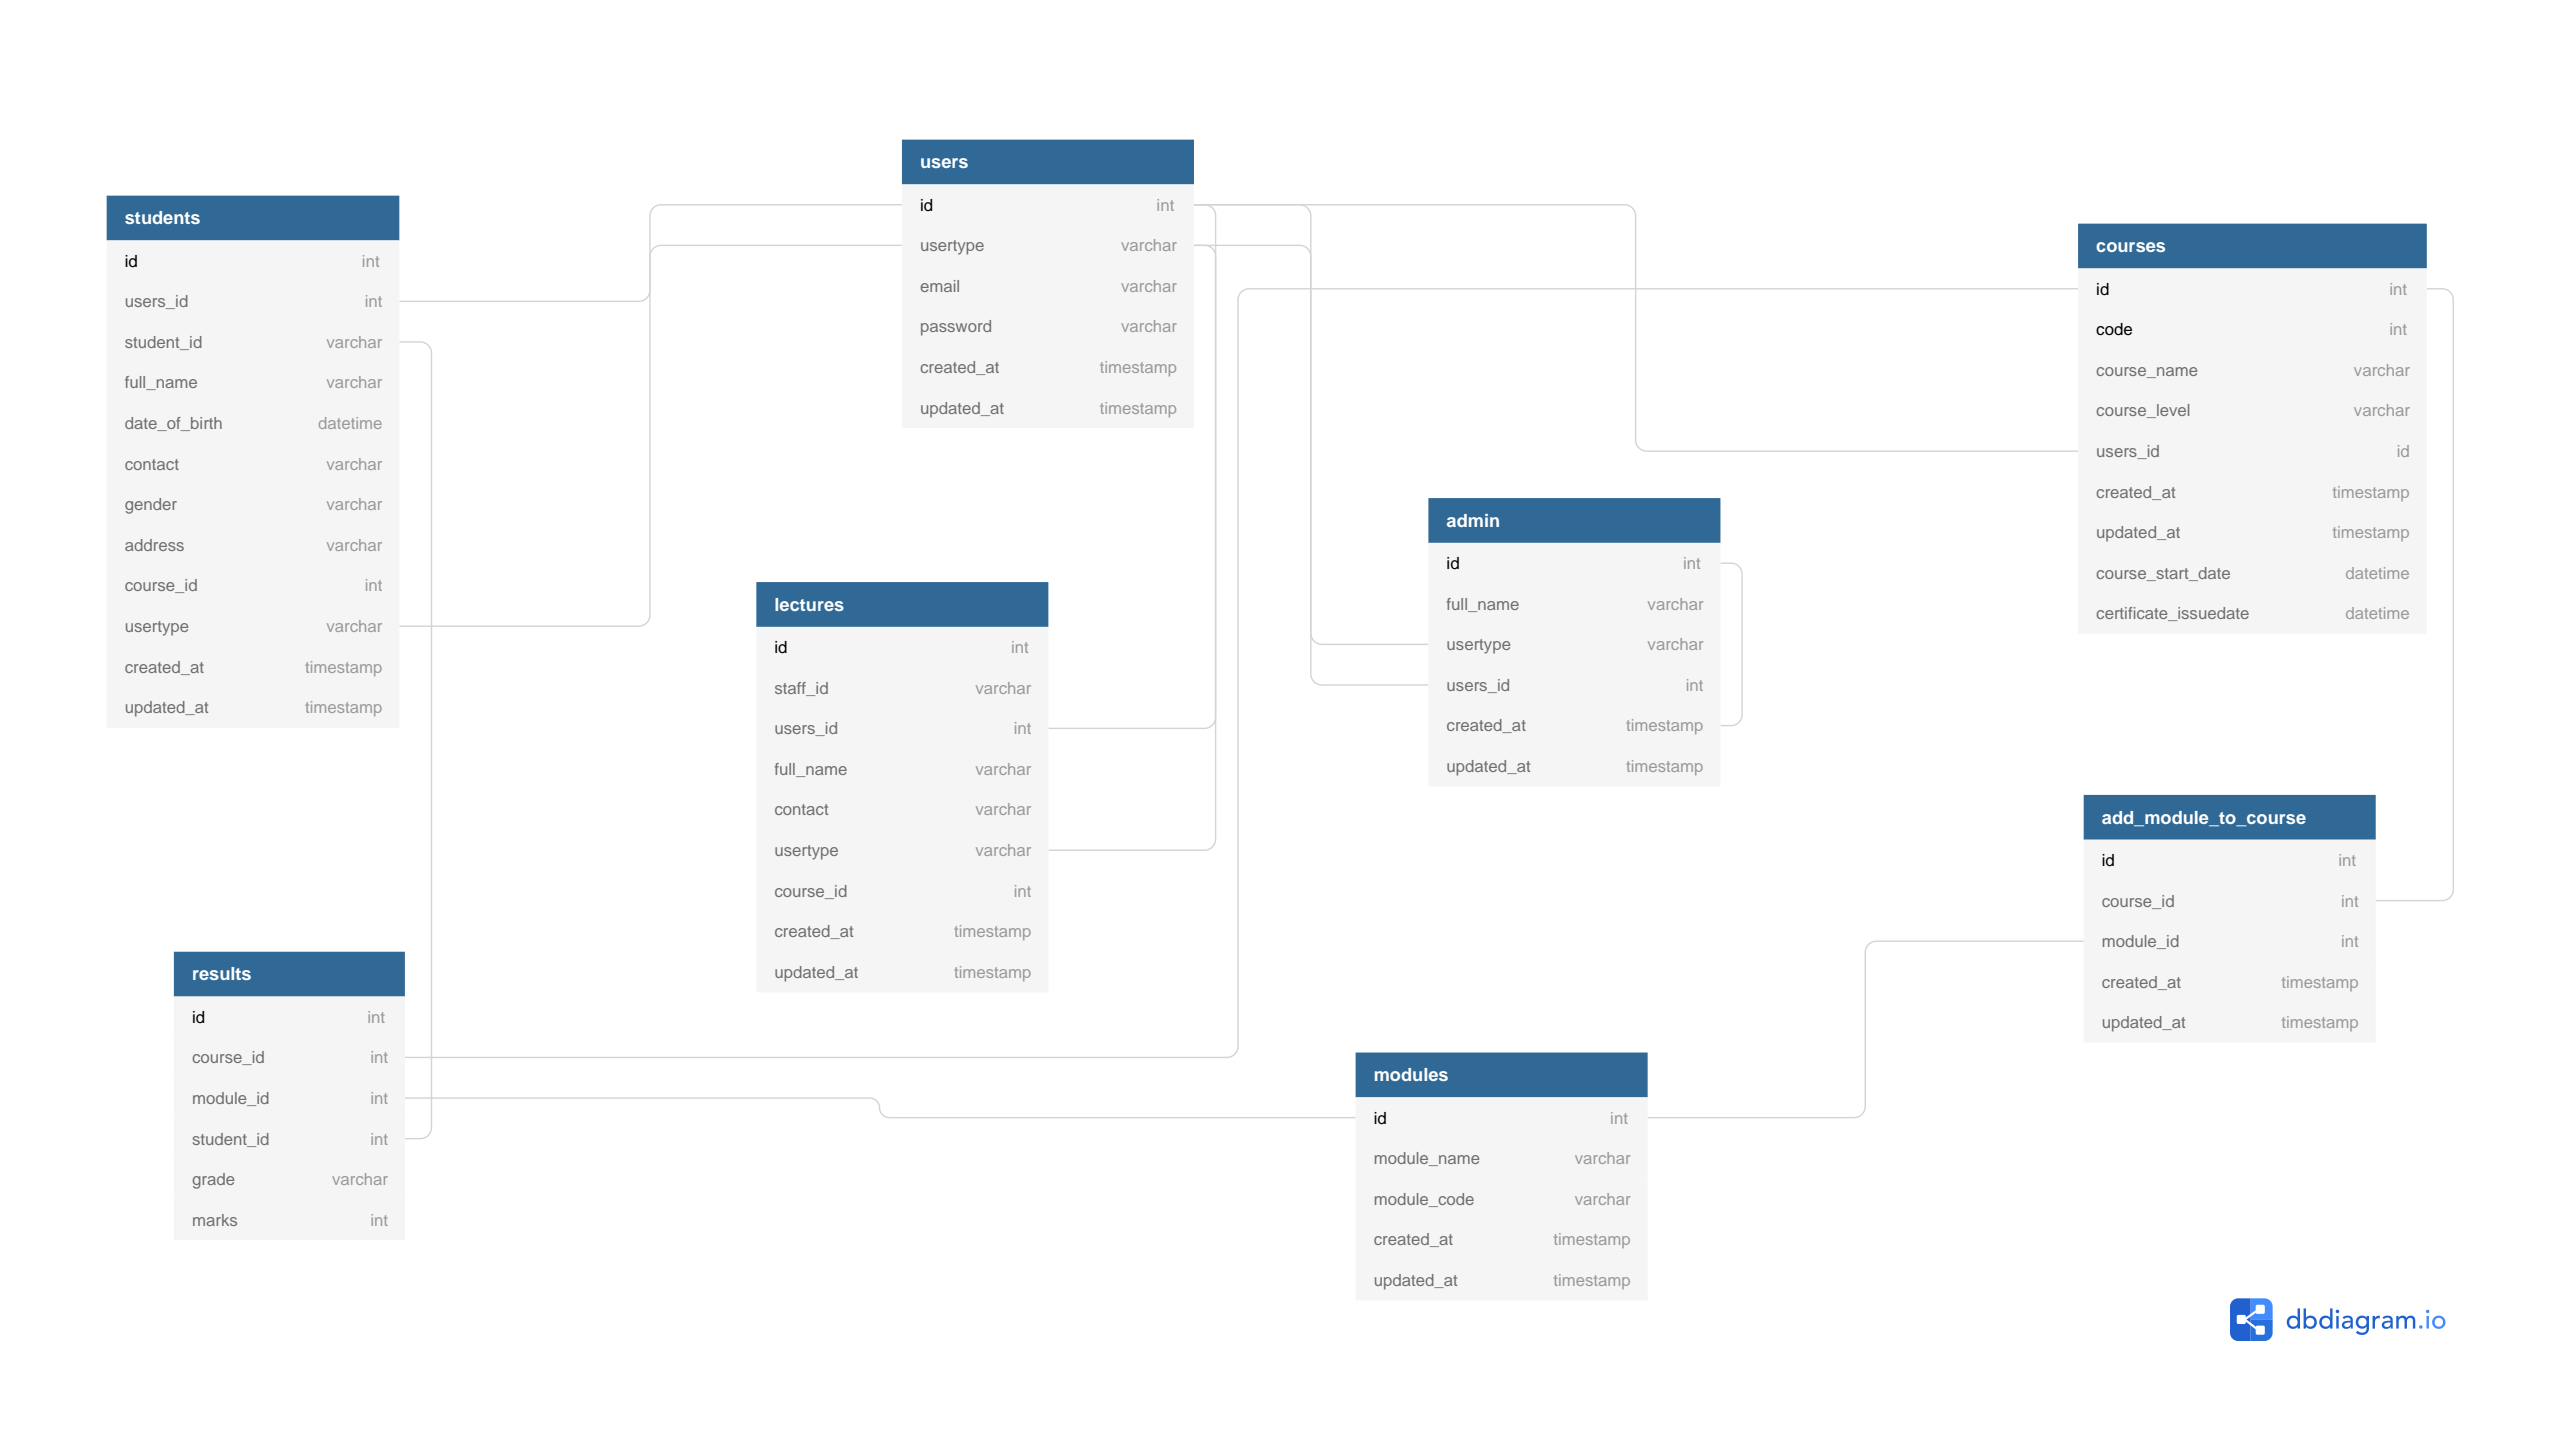 users
id int
usertype varchar
email varchar
password varchar
created_at timestamp
updated_at timestamp
students
id int
users_id int
student_id varchar
full_name varchar
date_of_birth datetime
contact varchar
gender varchar
address varchar
course_id int
usertype varchar
created_at timestamp
updated_at timestamp
courses
id int
code int
course_name varchar
course_level varchar
users_id id
created_at timestamp
updated_at timestamp
course_start_date datetime
certificate_issuedate datetime
admin
id int
full_name varchar
usertype varchar
users_id int
created_at timestamp
updated_at timestamp
lectures
id int
staff_id varchar
users_id int
full_name varchar
contact varchar
usertype varchar
course_id int
created_at timestamp
updated_at timestamp
add_module_to_course
id int
course_id int
module_id int
created_at timestamp
updated_at timestamp
results
id int
course_id int
module_id int
student_id int
grade varchar
marks int
modules
id int
module_name varchar
module_code varchar
created_at timestamp
updated_at timestamp
dbdiagram.io